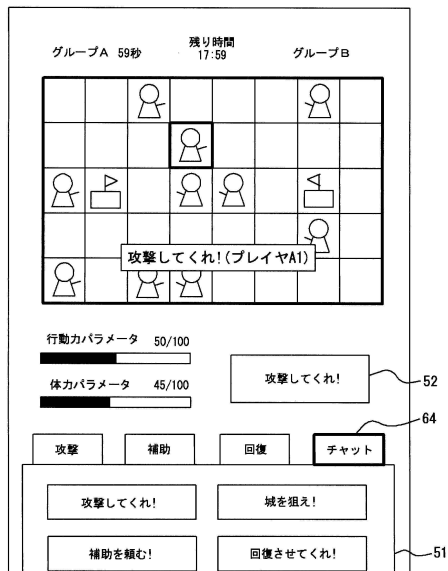 残り時間
グループA 59秒 17:59 グループB
攻撃してくれ!(プレイヤA1)
行動力パラメータ 50/100
体力パラメータ 45/100
攻撃してくれ!
52
64
攻撃 補助 回復 チャット
攻撃してくれ! 城を狙え!
補助を頼む! 回復させてくれ!
51